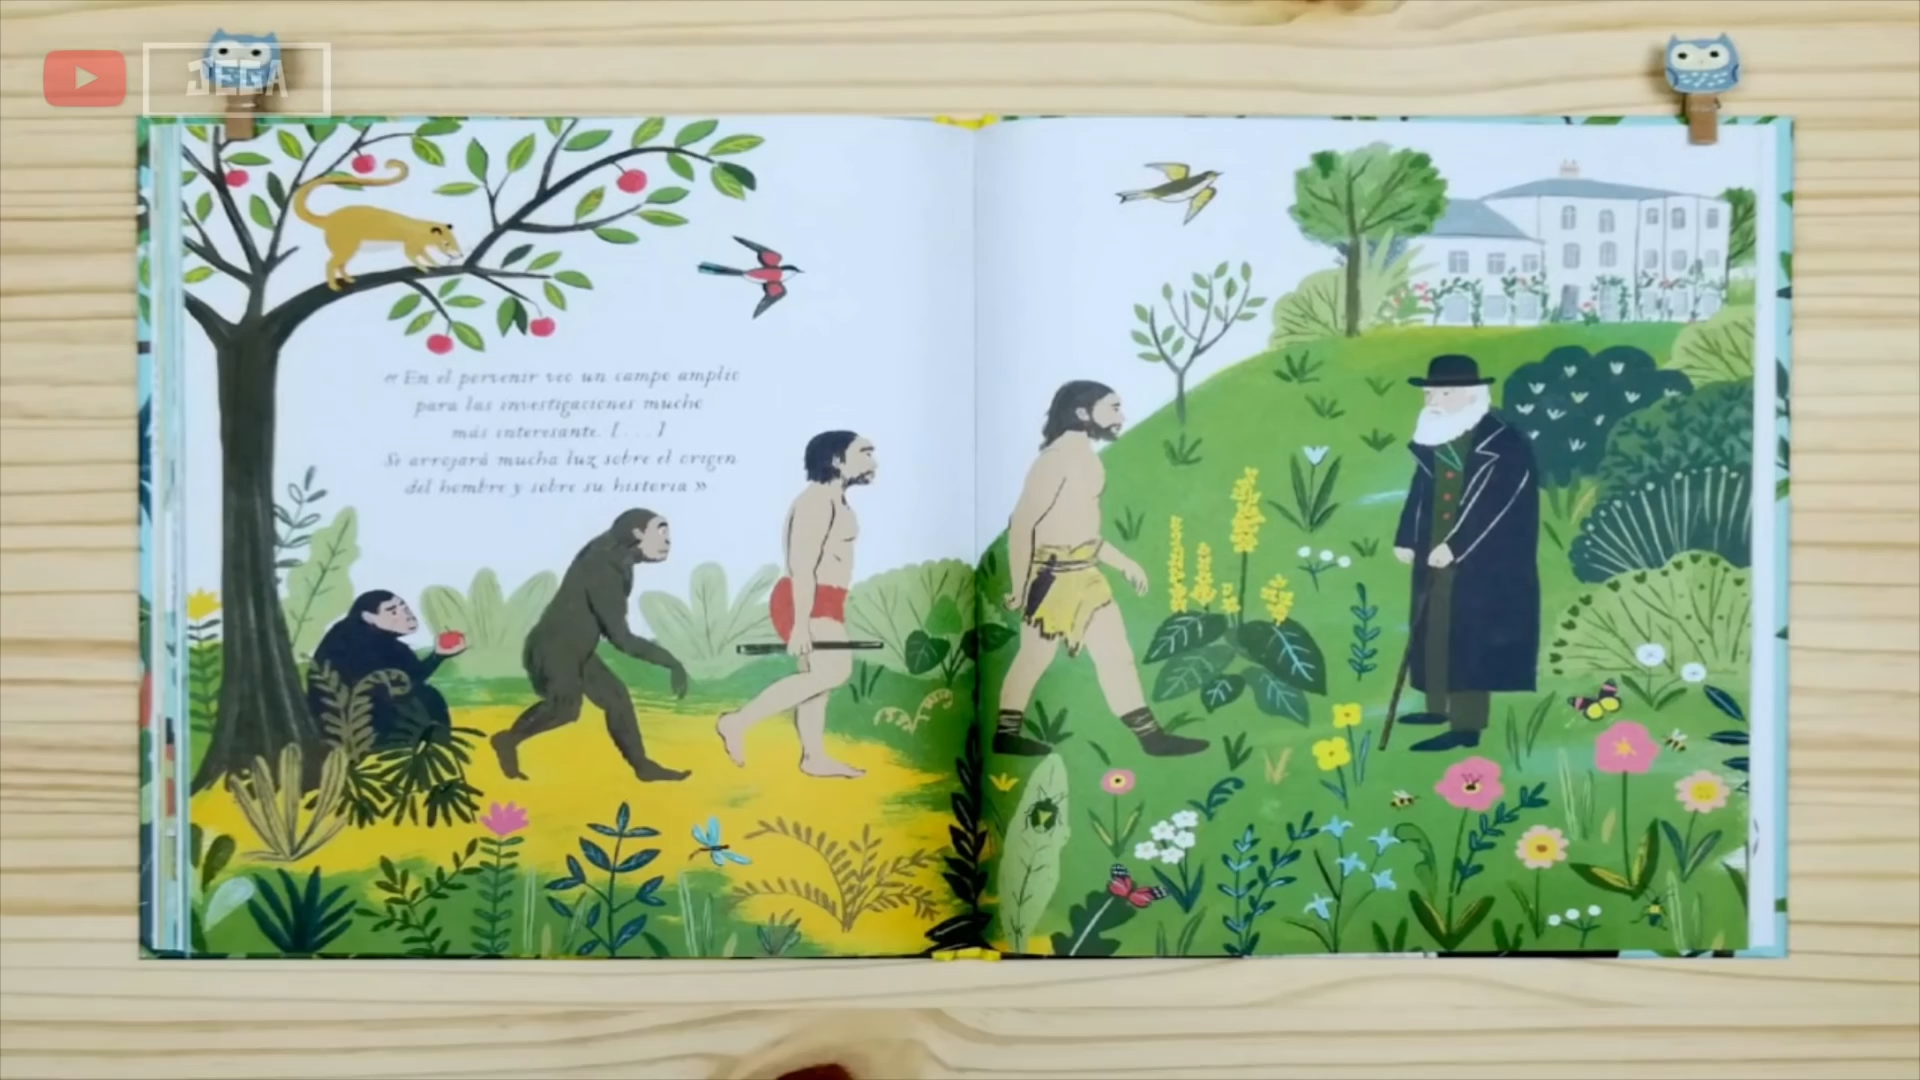 JEGA
« En el porvenir veo un campo amplio
para las investigaciones mucho
más interesante. [...]
Se arrojará mucha luz sobre el origen
del hombre y sobre su historia »